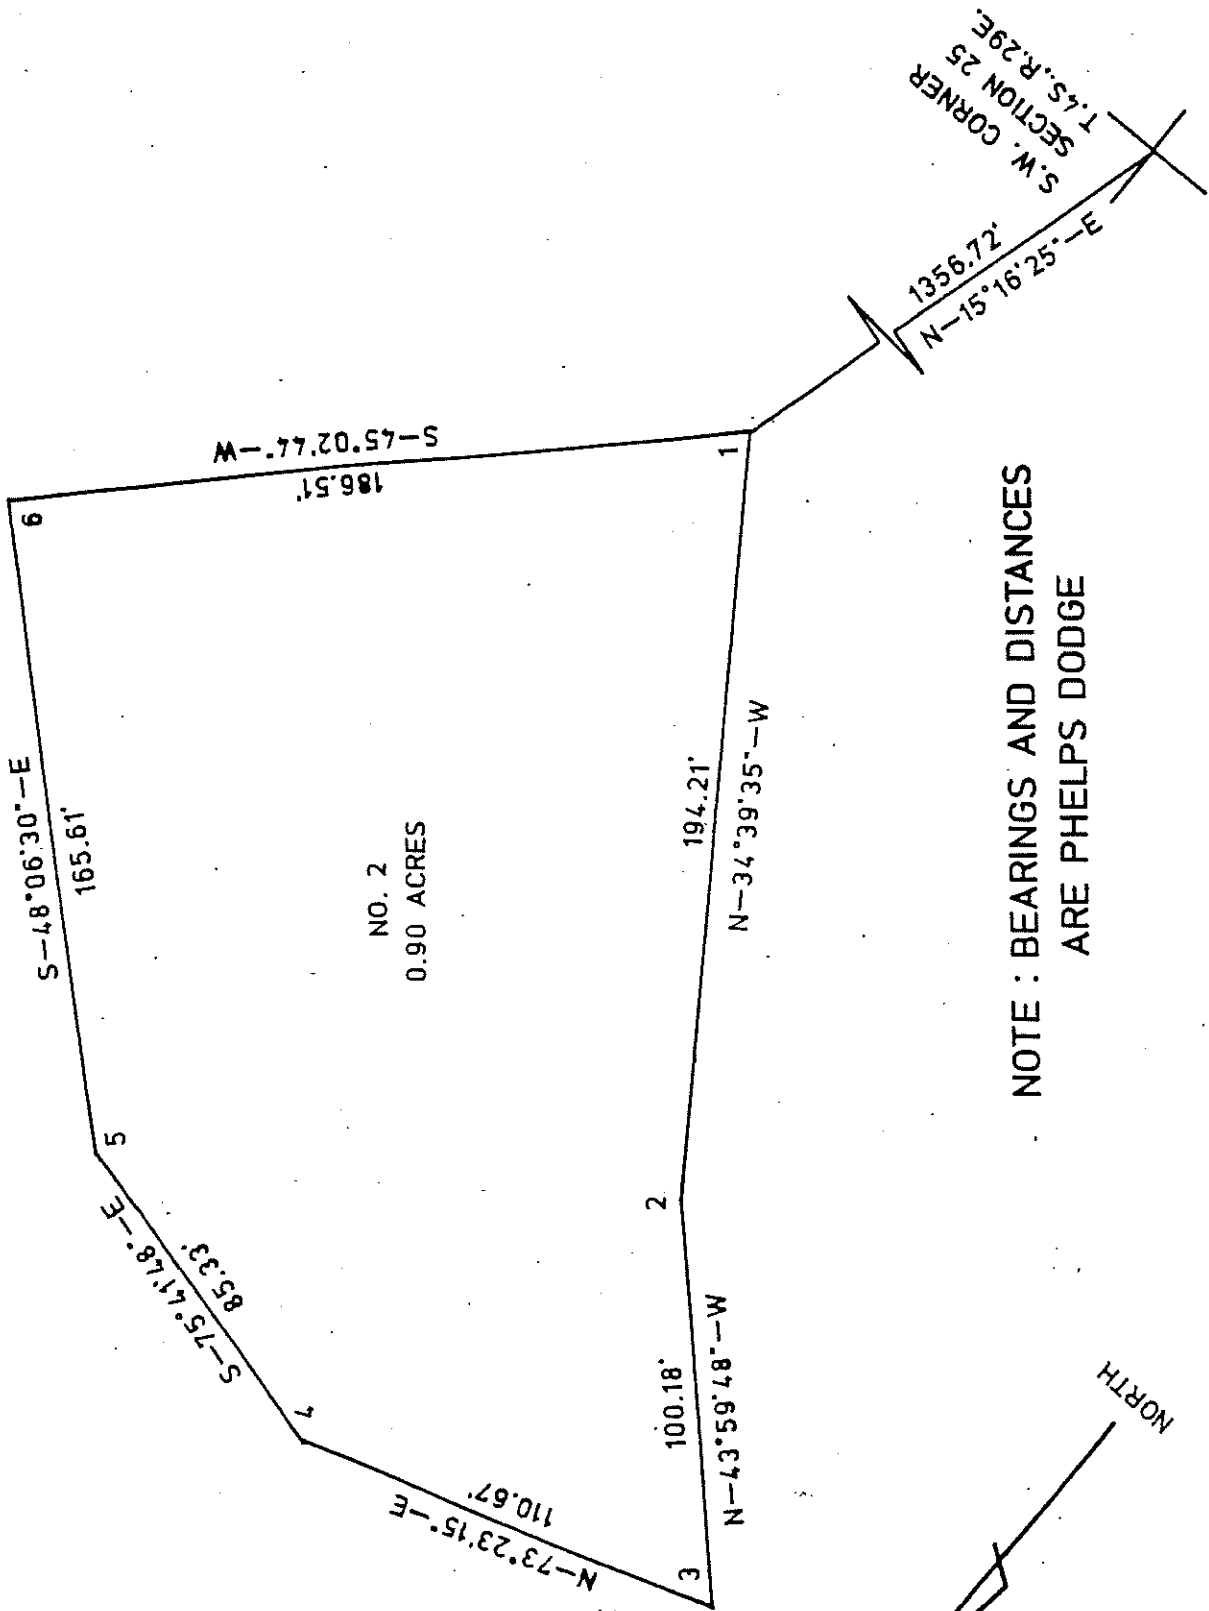 S.W. CORNER
SECTION 25
T.4S.,R.29E.
1356.72'
N—15°16'25"—E
1
S—45°02'44"—W
186.51'
6
S—48°06'30"—E
165.61'
5
S—75°41'48"—E
85.33'
4
N—73°23'15"—E
110.67'
3
100.18'
N—43°59'48"—W
2
194.21'
N—34°39'35"—W
NO. 2
0.90 ACRES
NOTE : BEARINGS AND DISTANCES
ARE PHELPS DODGE
NORTH